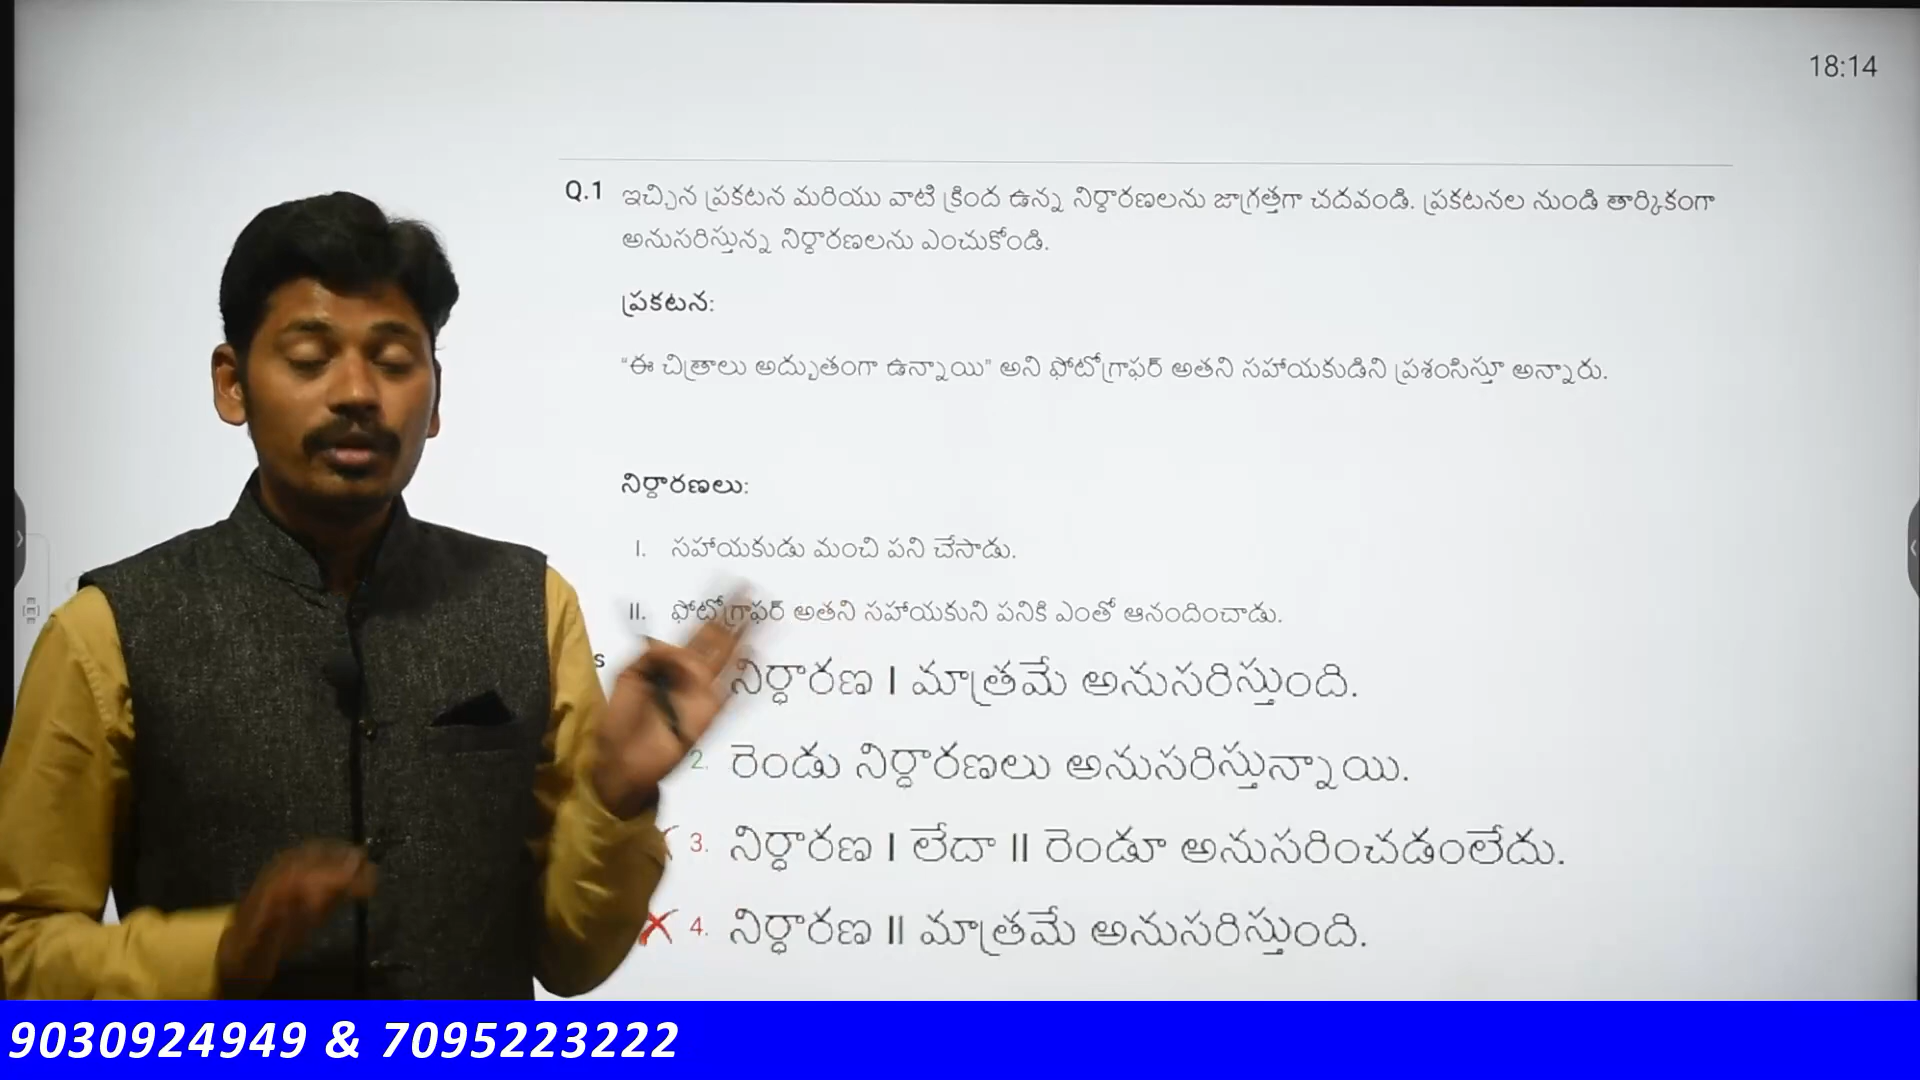 18:14
Q.1 ఇచ్చిన ప్రకటన మరియు వాటి క్రింద ఉన్న నిర్ధారణలను జాగ్రత్తగా చదవండి. ప్రకటనల నుండి తార్కికంగా
అనుసరిస్తున్న నిర్ధారణలను ఎంచుకోండి.
ప్రకటన:
"ఈ చిత్రాలు అద్భుతంగా ఉన్నాయి" అని ఫోటోగ్రాఫర్ అతని సహాయకుడిని ప్రశంసిస్తూ అన్నారు.
నిర్ధారణలు:
I. సహాయకుడు మంచి పని చేసాడు.
II. ఫోటోగ్రాఫర్ అతని సహాయకుని పనికి ఎంతో ఆనందించాడు.
s నిర్ధారణ I మాత్రమే అనుసరిస్తుంది.
2. రెండు నిర్ధారణలు అనుసరిస్తున్నాయి.
3. నిర్ధారణ I లేదా II రెండూ అనుసరించడంలేదు.
4. నిర్ధారణ II మాత్రమే అనుసరిస్తుంది.
9030924949 & 7095223222